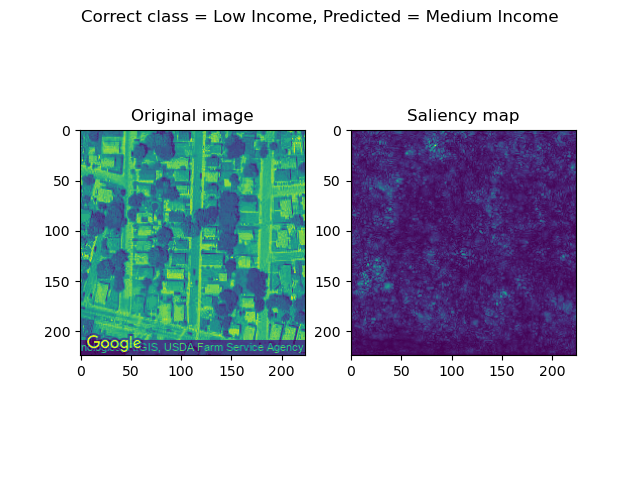 Correct class = Low Income, Predicted = Medium Income
Original image
Saliency map
0
50
100
150
200
0
50
100
150
200
Google
GIS, USDA Farm Service Agency
0 50 100 150 200
0 50 100 150 200